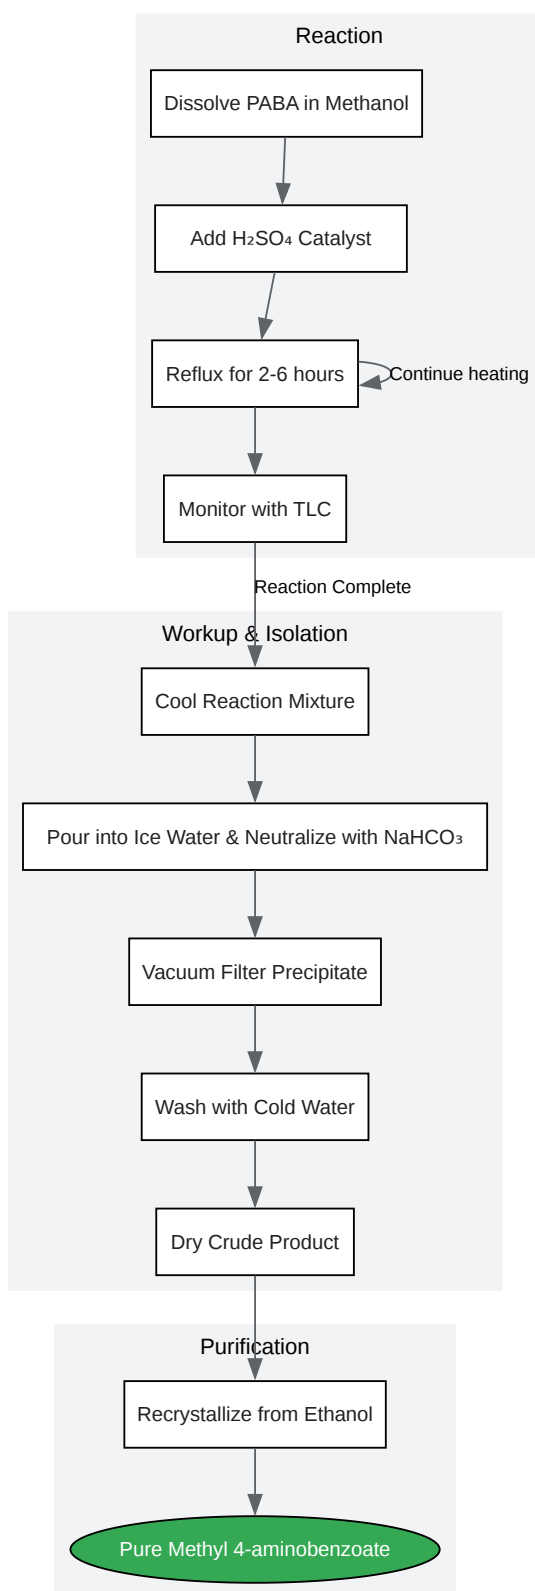 Reaction
Dissolve PABA in Methanol
Add H₂SO₄ Catalyst
Reflux for 2-6 hours
Continue heating
Monitor with TLC
Reaction Complete
Workup & Isolation
Cool Reaction Mixture
Pour into Ice Water & Neutralize with NaHCO₃
Vacuum Filter Precipitate
Wash with Cold Water
Dry Crude Product
Purification
Recrystallize from Ethanol
Pure Methyl 4-aminobenzoate